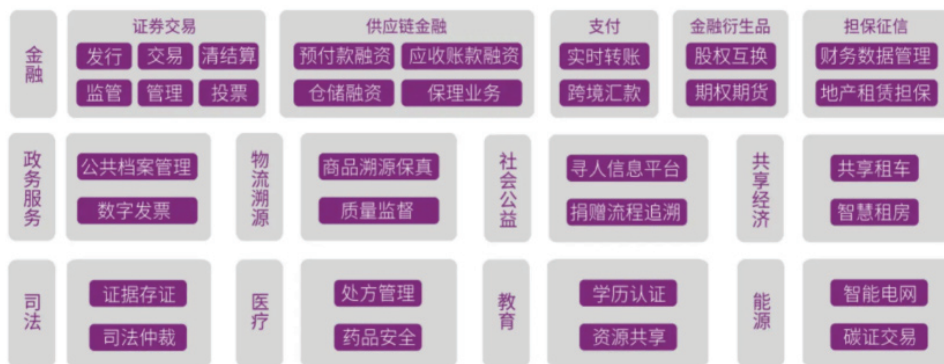 金融
证券交易
发行 交易 清结算
监管 管理 投票
供应链金融
预付款融资 应收账款融资
仓储融资 保理业务
支付
实时转账
跨境汇款
金融衍生品
股权互换
期权期货
担保征信
财务数据管理
地产租赁担保
政务服务
公共档案管理
数字发票
物流溯源
商品溯源保真
质量监督
社会公益
寻人信息平台
捐赠流程追溯
共享经济
共享租车
智慧租房
司法
证据存证
司法仲裁
医疗
处方管理
药品安全
教育
学历认证
资源共享
能源
智能电网
碳证交易